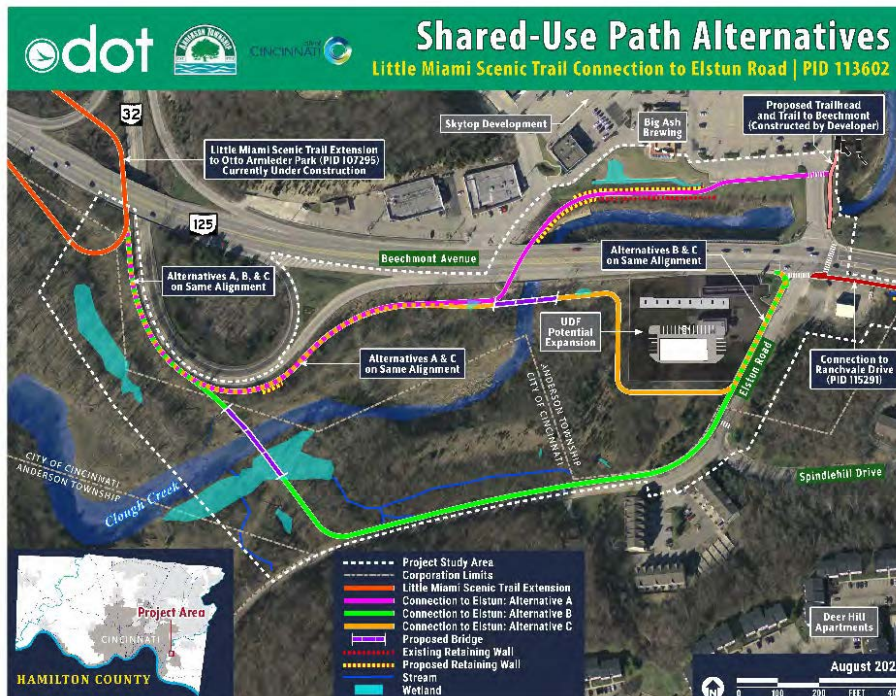 odot
ANDERSON TOWNSHIP
CINCINNATI
Shared-Use Path Alternatives
Little Miami Scenic Trail Connection to Elstun Road | PID 113602
32
Little Miami Scenic Trail Extension
to Otto Armleder Park (PID 107295)
Currently Under Construction
Skytop Development
Big Ash
Brewing
Proposed Trailhead
and Trail to Beechmont
(Constructed by Developer)
125
Beechmont Avenue
Alternatives A, B, & C
on Same Alignment
Alternatives B & C
on Same Alignment
UDF
Potential
Expansion
Alternatives A & C
on Same Alignment
Elstun Road
Connection to
Ranchvale Drive
(PID 115291)
ANDERSON TOWNSHIP
CITY OF CINCINNATI
CITY OF CINCINNATI
ANDERSON TOWNSHIP
Clough Creek
Spindlehill Drive
Project Study Area
Corporation Limits
Little Miami Scenic Trail Extension
Connection to Elstun: Alternative A
Connection to Elstun: Alternative B
Connection to Elstun: Alternative C
Proposed Bridge
Existing Retaining Wall
Proposed Retaining Wall
Stream
Wetland
Project Area
CINCINNATI
HAMILTON COUNTY
Deer Hill
Apartments
August 202
N
0 100 200
FEET